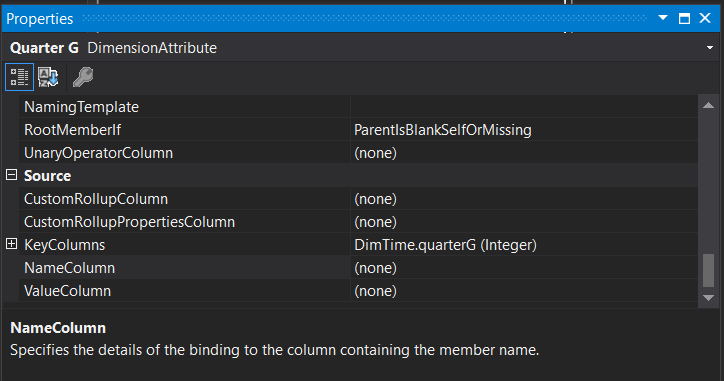 Properties
Quarter G DimensionAttribute
NamingTemplate
RootMemberIf ParentIsBlankSelfOrMissing
UnaryOperatorColumn (none)
Source
CustomRollupColumn (none)
CustomRollupPropertiesColumn (none)
KeyColumns DimTime.quarterG (Integer)
NameColumn (none)
ValueColumn (none)
NameColumn
Specifies the details of the binding to the column containing the member name.